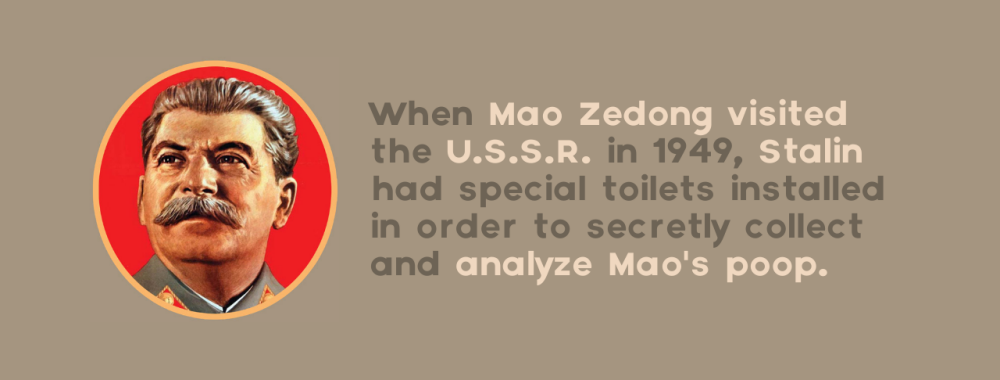 When Mao Zedong visited
the U.S.S.R. in 1949, Stalin
had special toilets installed
in order to secretly collect
and analyze Mao's poop.